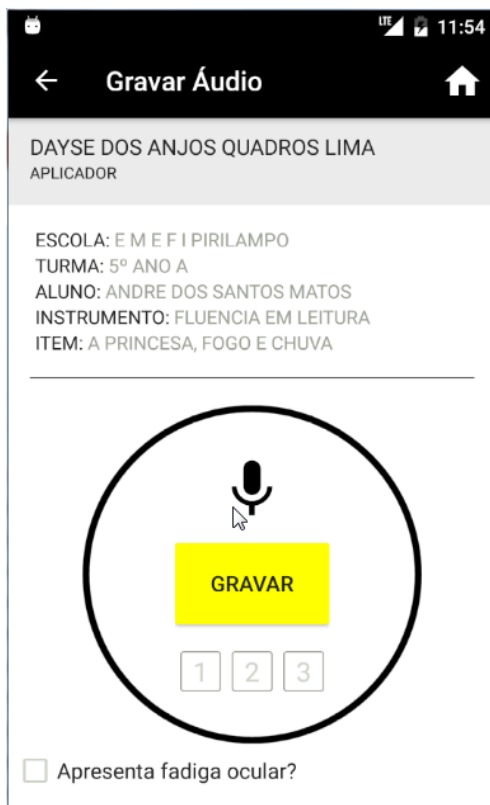 LTE 11:54
Gravar Áudio
DAYSE DOS ANJOS QUADROS LIMA
APLICADOR
ESCOLA: E M E F I PIRILAMPO
TURMA: 5º ANO A
ALUNO: ANDRE DOS SANTOS MATOS
INSTRUMENTO: FLUENCIA EM LEITURA
ITEM: A PRINCESA, FOGO E CHUVA
GRAVAR
1 2 3
Apresenta fadiga ocular?